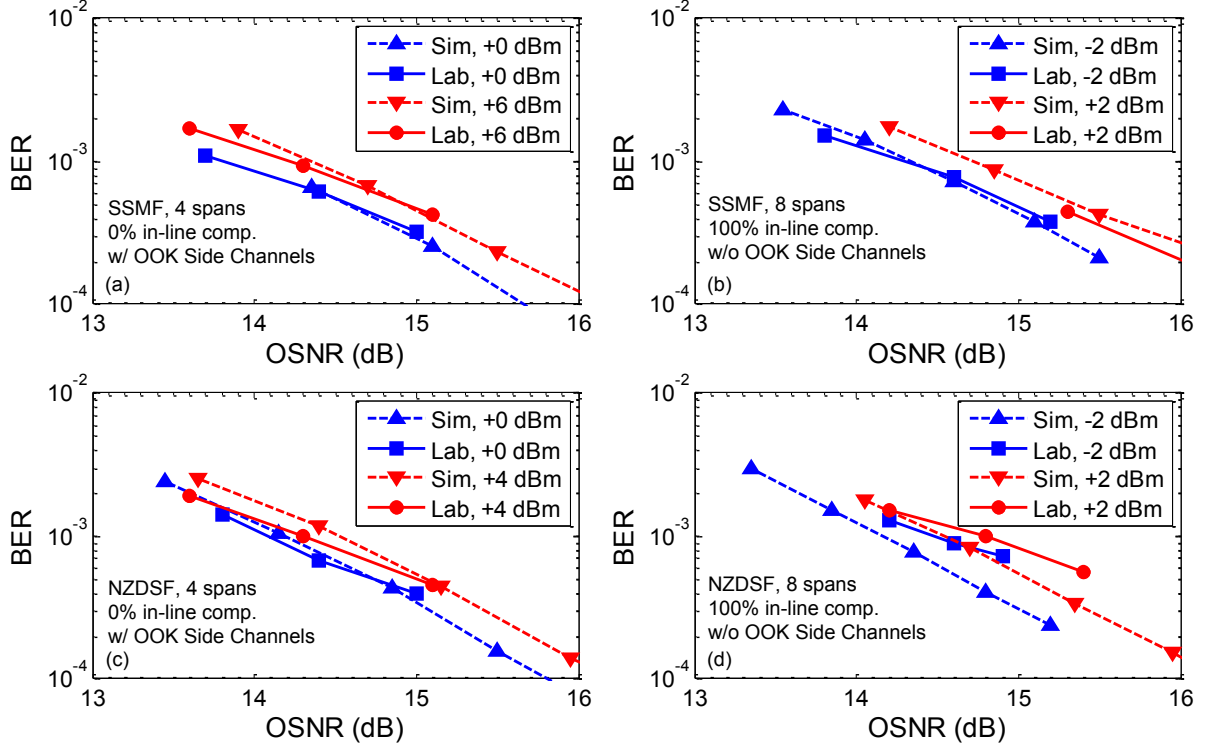 10^-2
Sim, +0 dBm
Lab, +0 dBm
Sim, +6 dBm
Lab, +6 dBm
BER
10^-3
SSMF, 4 spans
0% in-line comp.
w/ OOK Side Channels
(a)
10^-4
13
14
15
16
OSNR (dB)
10^-2
Sim, -2 dBm
Lab, -2 dBm
Sim, +2 dBm
Lab, +2 dBm
BER
10^-3
SSMF, 8 spans
100% in-line comp.
w/o OOK Side Channels
(b)
10^-4
13
14
15
16
OSNR (dB)
10^-2
Sim, +0 dBm
Lab, +0 dBm
Sim, +4 dBm
Lab, +4 dBm
BER
10^-3
NZDSF, 4 spans
0% in-line comp.
w/ OOK Side Channels
(c)
10^-4
13
14
15
16
OSNR (dB)
10^-2
Sim, -2 dBm
Lab, -2 dBm
Sim, +2 dBm
Lab, +2 dBm
BER
10^-3
NZDSF, 8 spans
100% in-line comp.
w/o OOK Side Channels
(d)
10^-4
13
14
15
16
OSNR (dB)